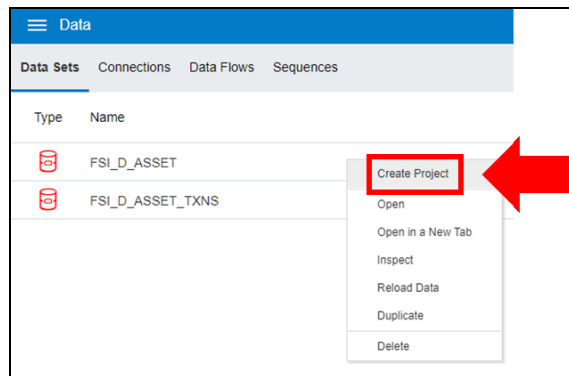 Data
Data Sets Connections Data Flows Sequences
Type Name
FSI_D_ASSET
FSI_D_ASSET_TXNS
Create Project
Open
Open in a New Tab
Inspect
Reload Data
Duplicate
Delete